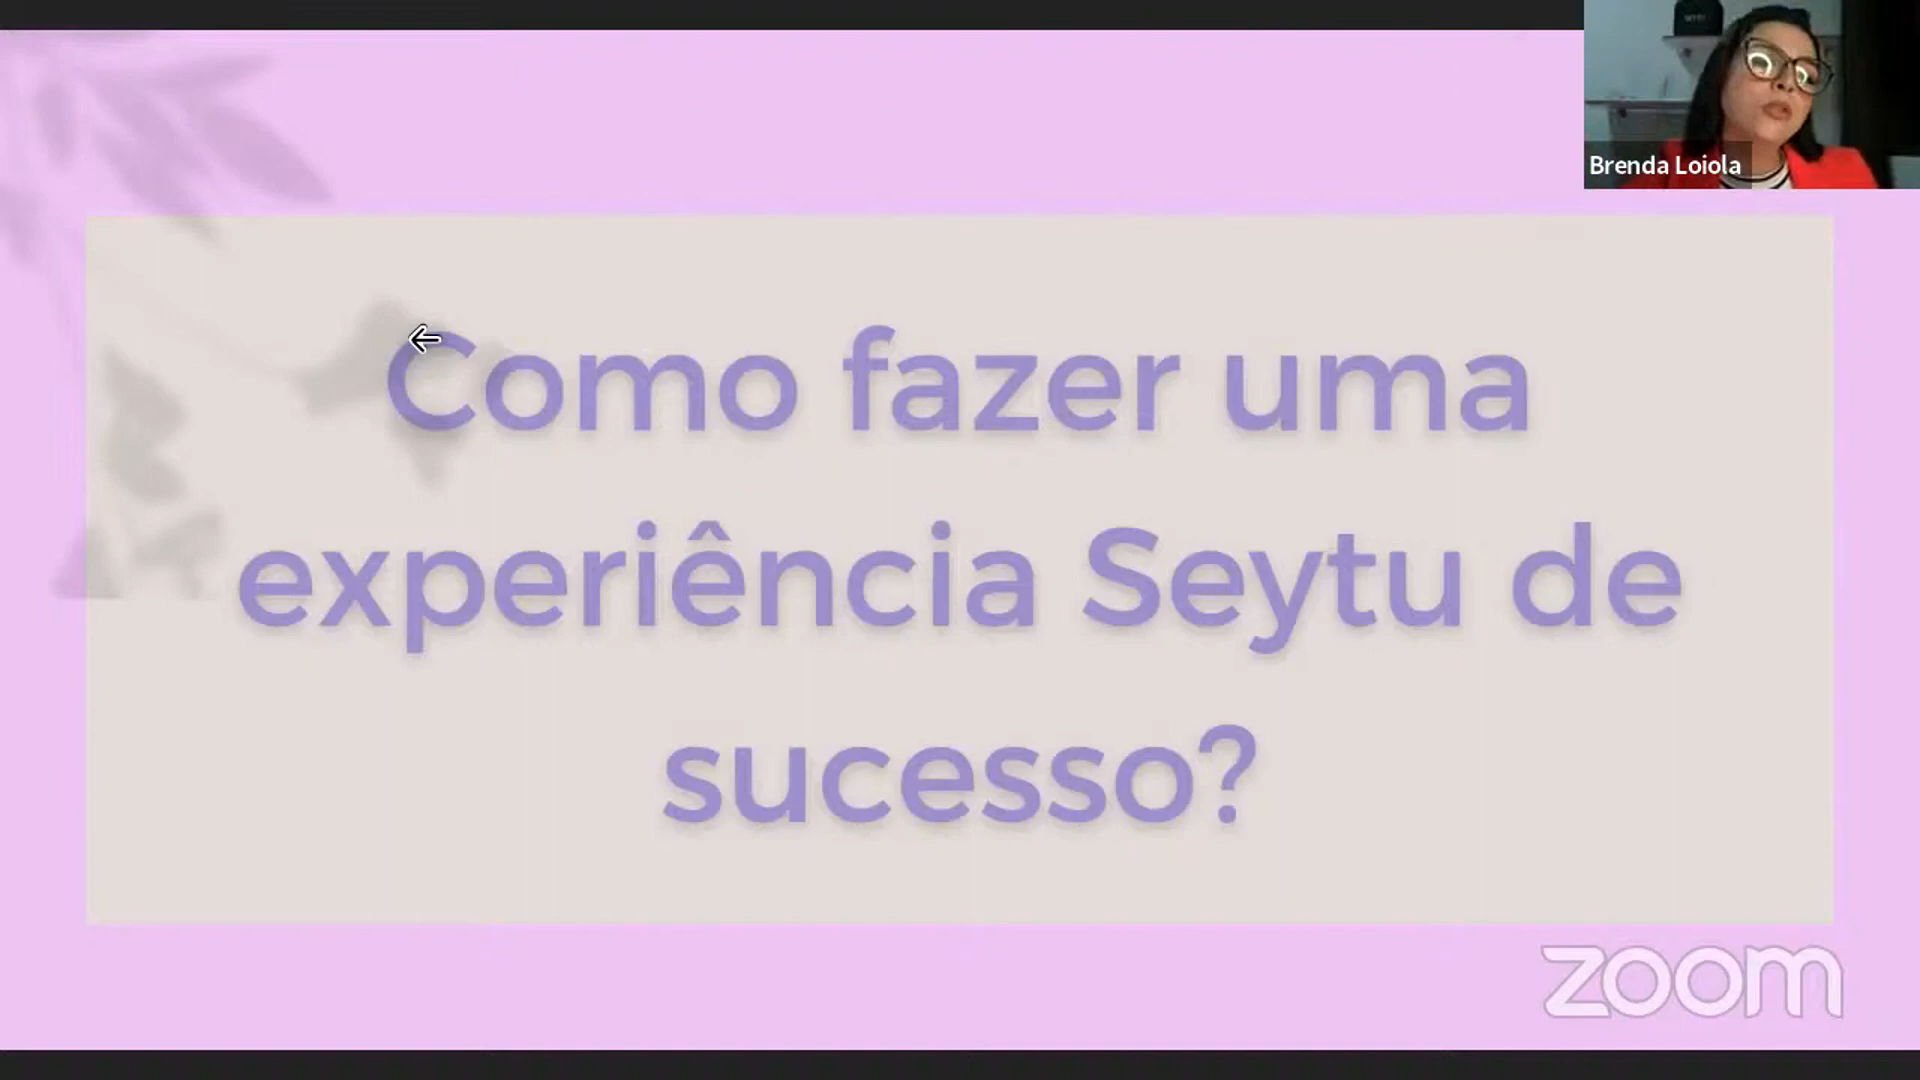 Brenda Loiola
Como fazer uma
experiência Seytu de
sucesso?
zoom